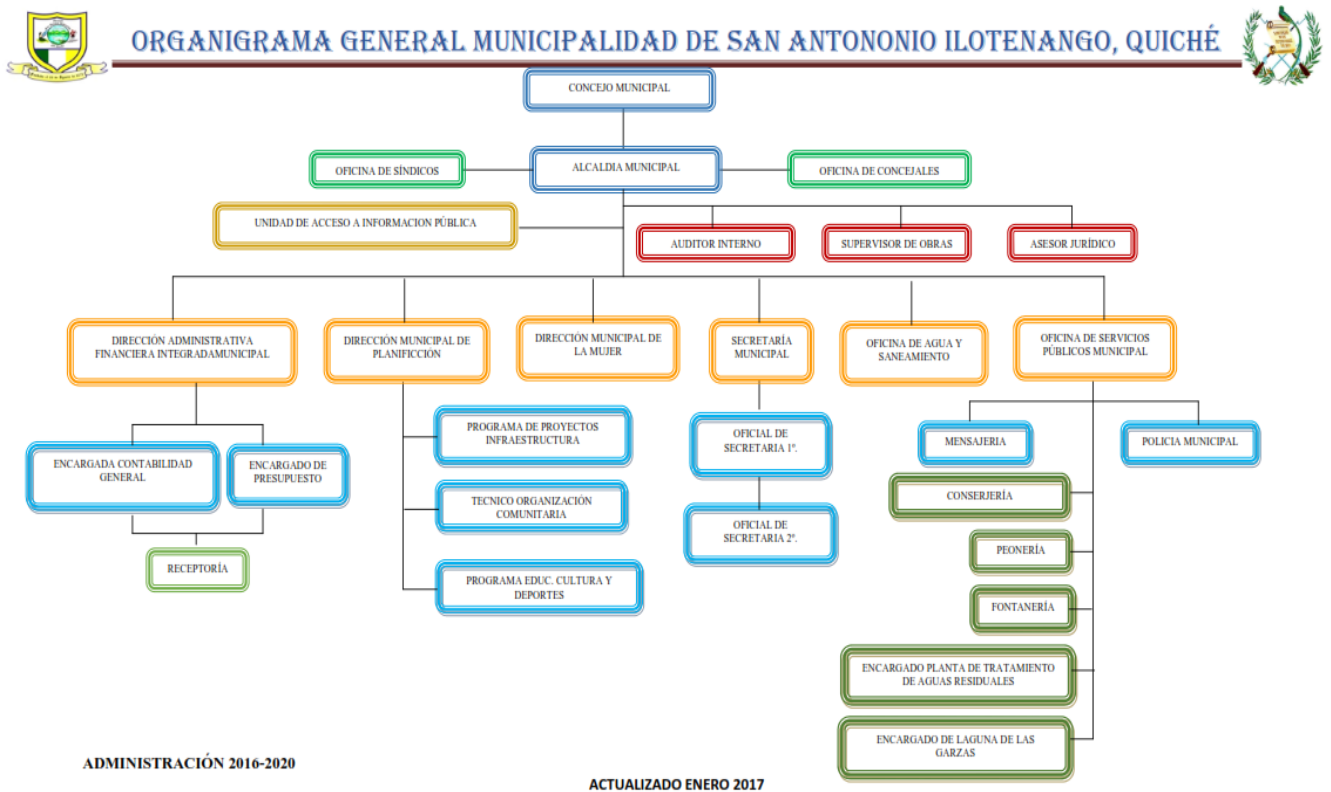 ORGANIGRAMA GENERAL MUNICIPALIDAD DE SAN ANTONONIO ILOTENANGO, QUICHÉ
CONCEJO MUNICIPAL
OFICINA DE SÍNDICOS
ALCALDIA MUNICIPAL
OFICINA DE CONCEJALES
UNIDAD DE ACCESO A INFORMACION PÚBLICA
AUDITOR INTERNO
SUPERVISOR DE OBRAS
ASESOR JURÍDICO
DIRECCIÓN ADMINISTRATIVA
FINANCIERA INTEGRADAMUNICIPAL
DIRECCIÓN MUNICIPAL DE
PLANIFICCIÓN
DIRECCIÓN MUNICIPAL DE
LA MUJER
SECRETARÍA
MUNICIPAL
OFICINA DE AGUA Y
SANEAMIENTO
OFICINA DE SERVICIOS
PÚBLICOS MUNICIPAL
ENCARGADA CONTABILIDAD
GENERAL
ENCARGADO DE
PRESUPUESTO
RECEPTORÍA
PROGRAMA DE PROYECTOS
INFRAESTRUCTURA
TECNICO ORGANIZACIÓN
COMUNITARIA
PROGRAMA EDUC. CULTURA Y
DEPORTES
OFICIAL DE
SECRETARIA 1º.
OFICIAL DE
SECRETARIA 2º.
MENSAJERIA
POLICIA MUNICIPAL
CONSERJERÍA
PEONERÍA
FONTANERÍA
ENCARGADO PLANTA DE TRATAMIENTO
DE AGUAS RESIDUALES
ENCARGADO DE LAGUNA DE LAS
GARZAS
ADMINISTRACIÓN 2016-2020
ACTUALIZADO ENERO 2017